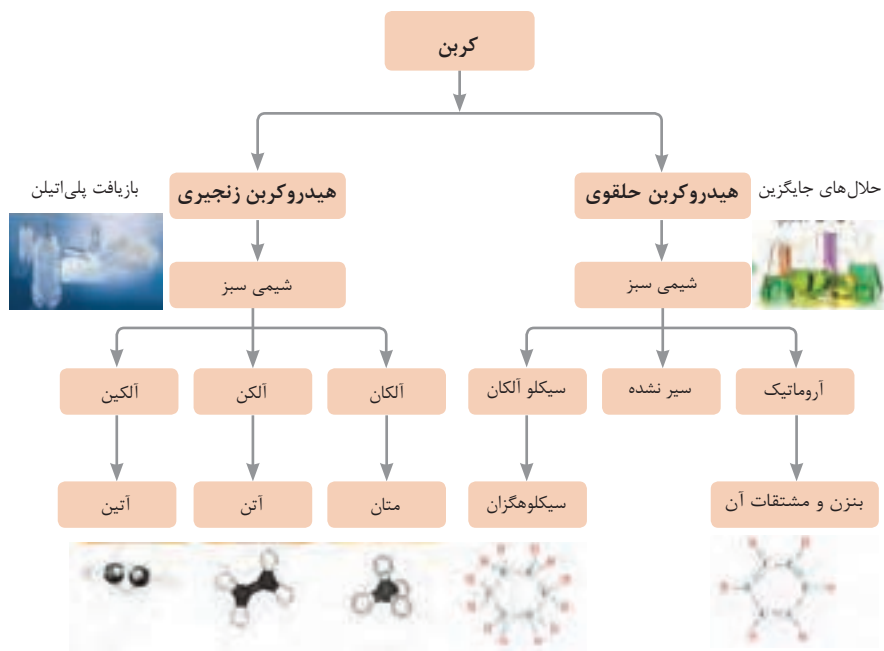 کربن
حلال‌های جایگزین
هیدروکربن حلقوی
هیدروکربن زنجیری
بازیافت پلی‌اتیلن
شیمی سبز
شیمی سبز
آروماتیک
سیر نشده
سیکلو آلکان
آلکان
آلکن
آلکین
بنزن و مشتقات آن
سیکلوهگزان
متان
آتن
آتین